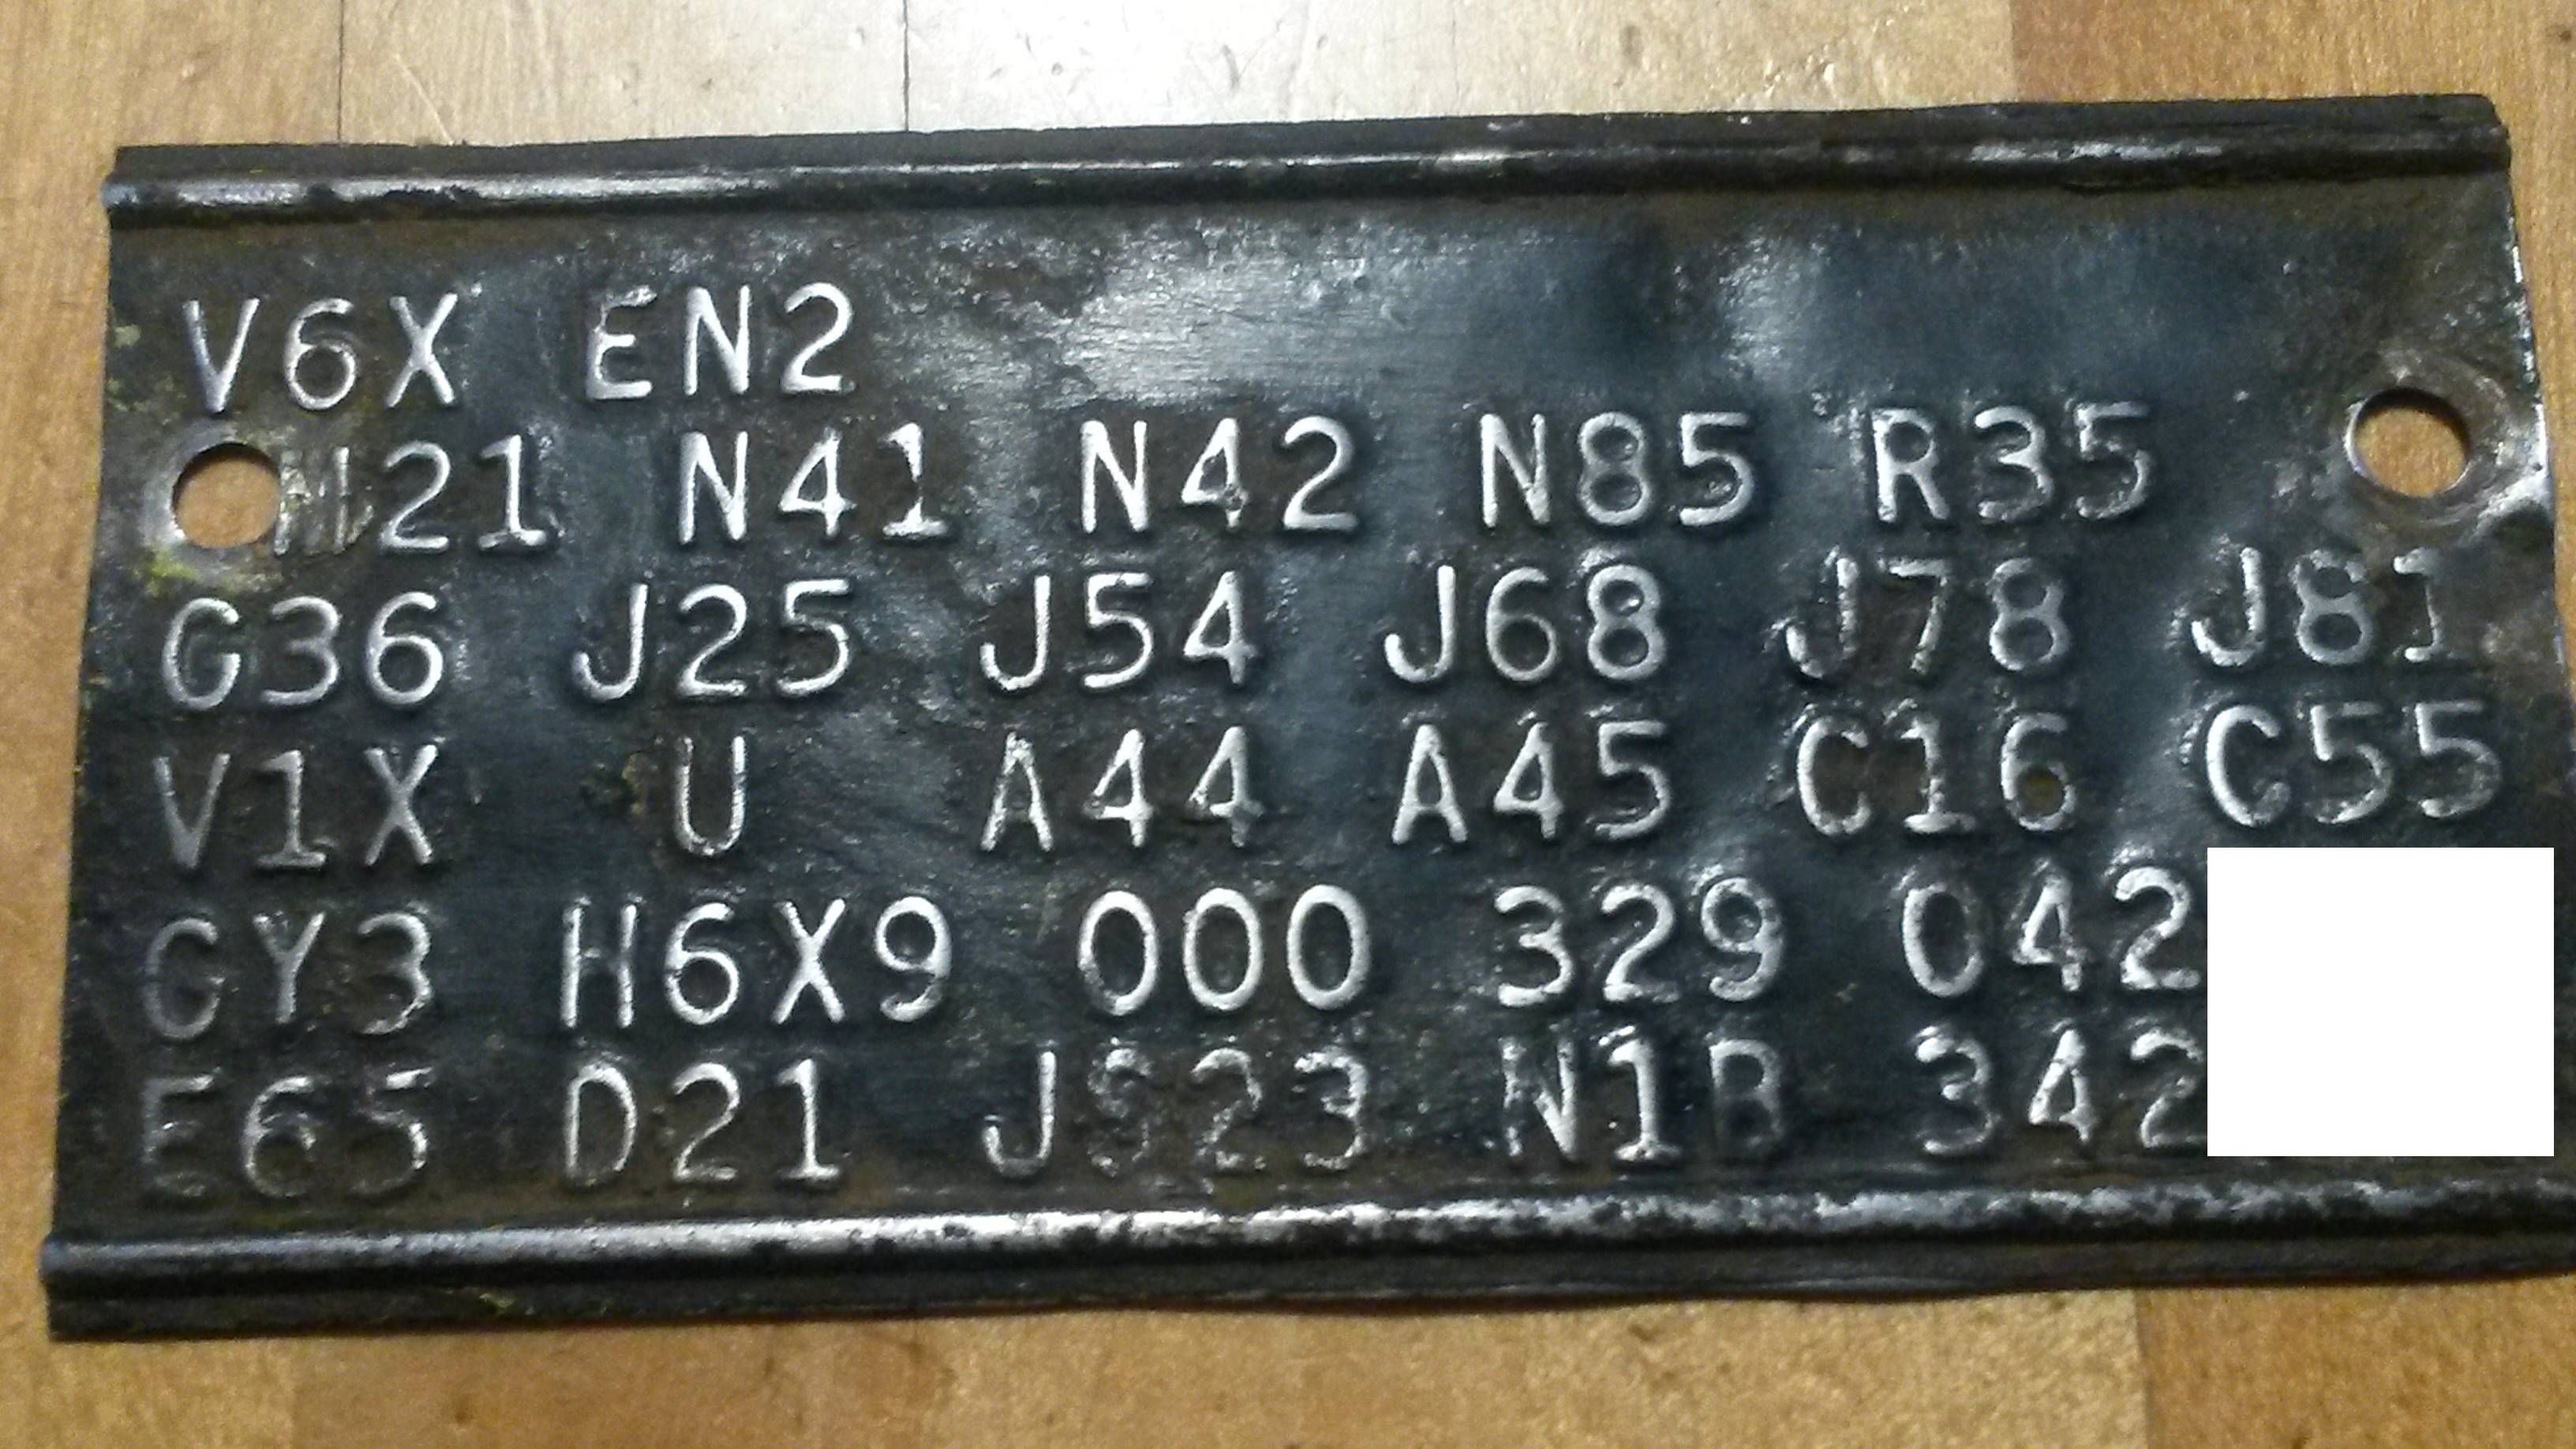 V6X EN2
M21 N41 N42 N85 R35
G36 J25 J54 J68 J78 J81
V1X U A44 A45 C16 C55
GY3 H6X9 000 329 042
E65 D21 JS23 N1B 342